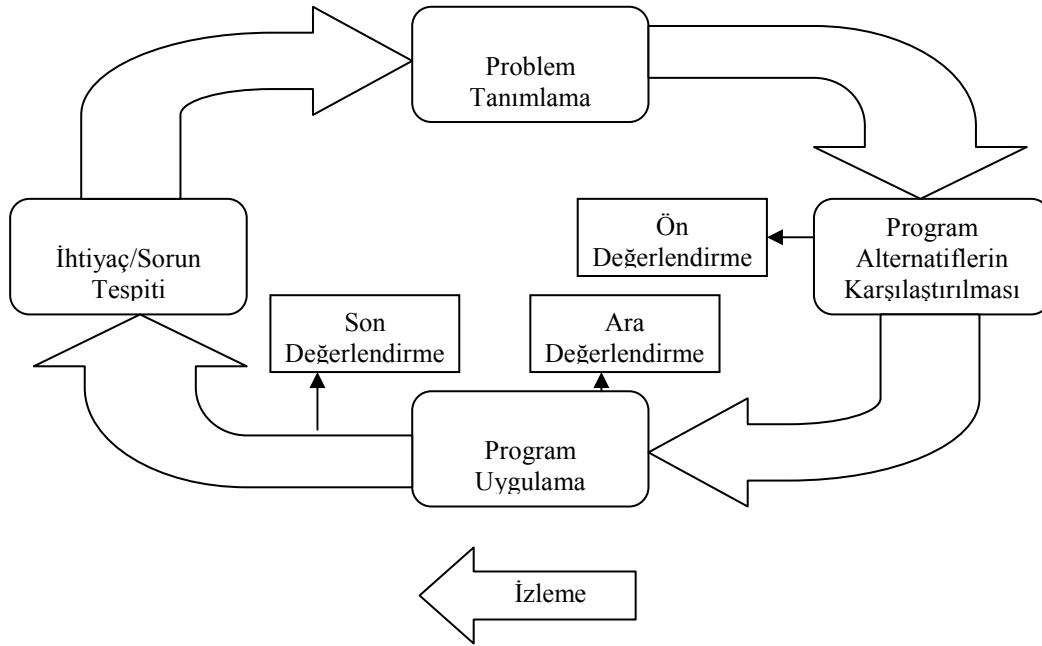 Problem
Tanımlama
Ön
Değerlendirme
Program
Alternatiflerin
Karşılaştırılması
İhtiyaç/Sorun
Tespiti
Son
Değerlendirme
Ara
Değerlendirme
Program
Uygulama
İzleme